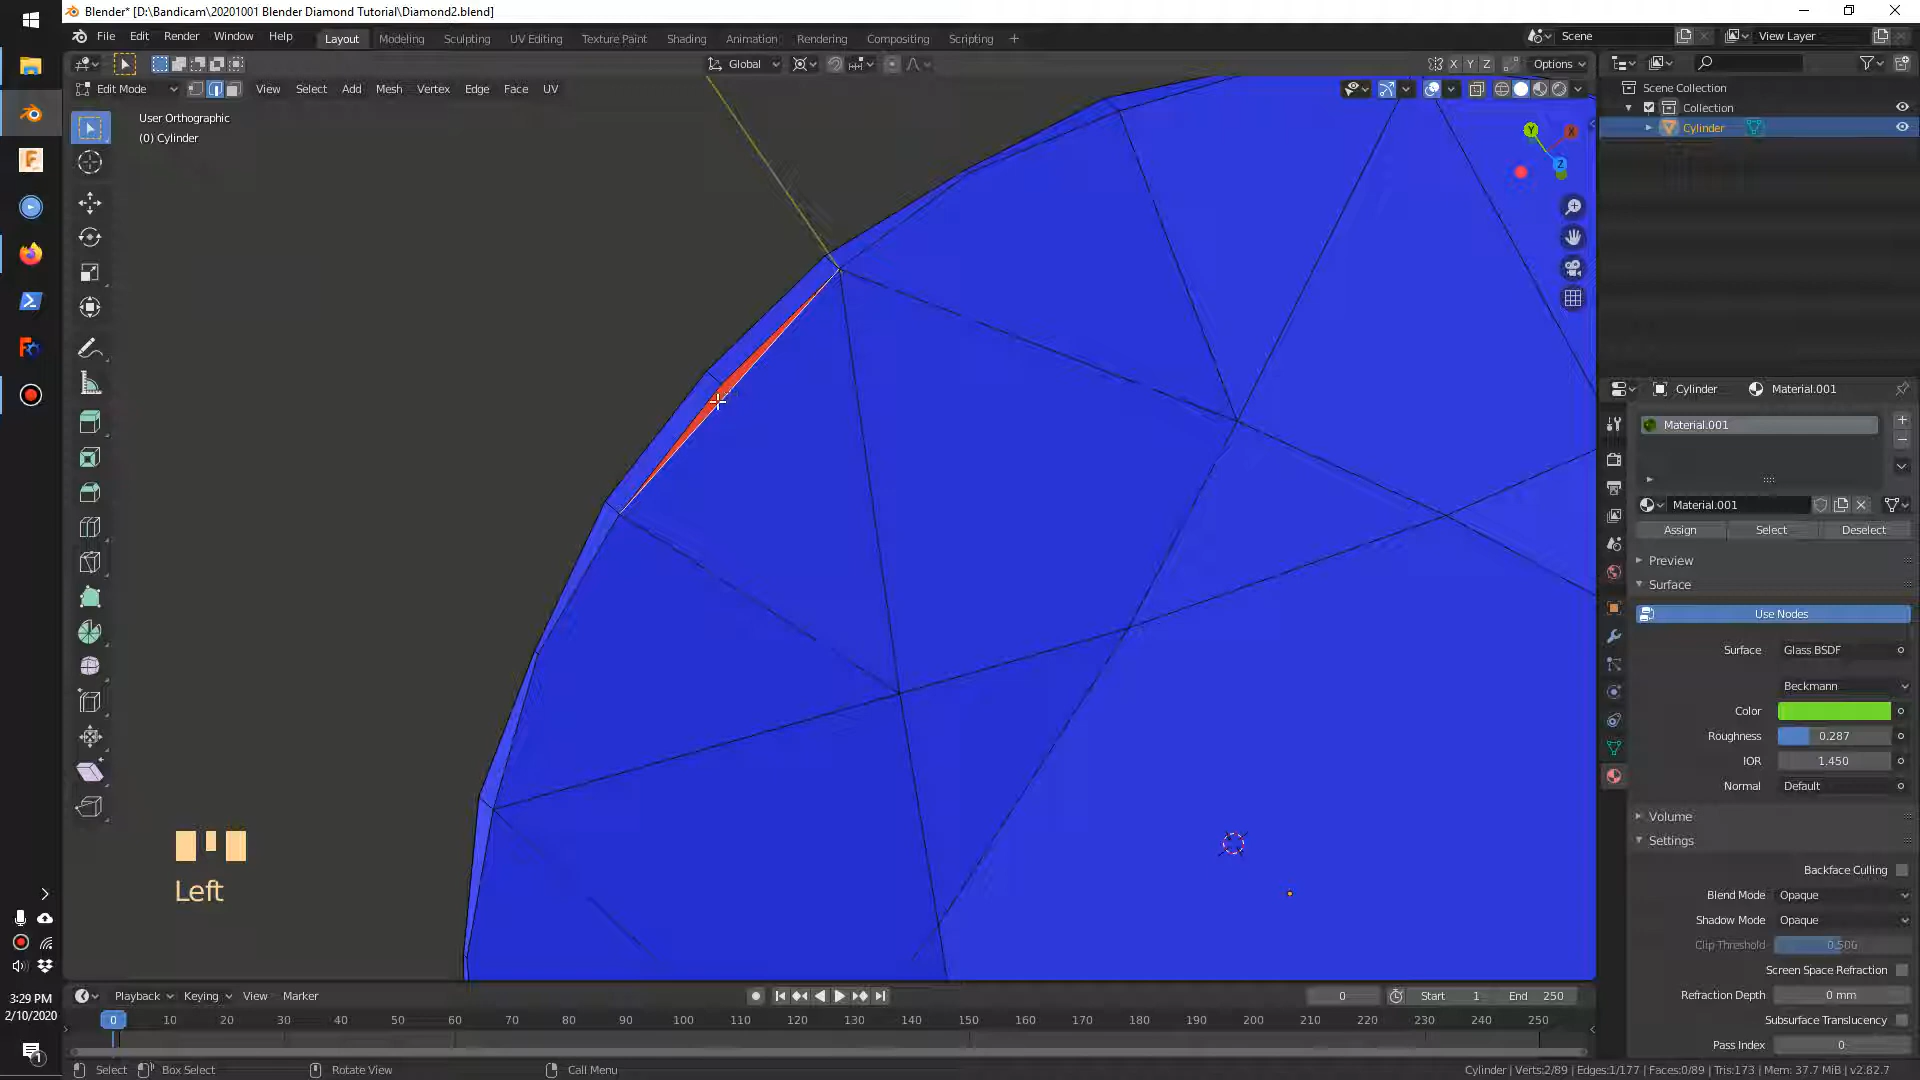 Blender* [D:\Bandicam\20201001 Blender Diamond Tutorial\Diamond2.blend]
File Edit Render Window Help
Layout Modeling Sculpting UV Editing Texture Paint Shading Animation Rendering Compositing Scripting +
Scene
View Layer
Global
X Y Z
Options
Edit Mode
View Select Add Mesh Vertex Edge Face UV
User Orthographic
(0) Cylinder
Y
X
Z
Scene Collection
Collection
Cylinder
Cylinder
Material.001
Material.001
Material.001
Assign Select Deselect
Preview
Surface
Use Nodes
Surface Glass BSDF
Beckmann
Color
Roughness 0.287
IOR 1.450
Normal Default
Volume
Settings
Backface Culling
Blend Mode Opaque
Shadow Mode Opaque
Clip Threshold 0.506
Screen Space Refraction
Refraction Depth 0 mm
Subsurface Translucency
Pass Index 0
Left
Playback Keying View Marker
0 Start 1 End 250
0 10 20 30 40 50 60 70 80 90 100 110 120 130 140 150 160 170 180 190 200 210 220 230 240 250
3:29 PM
2/10/2020
1
Select Box Select Rotate View Call Menu
Cylinder | Verts:2/89 | Edges:1/177 | Faces:0/89 | Tris:173 | Mem: 37.7 MiB | v2.82.7